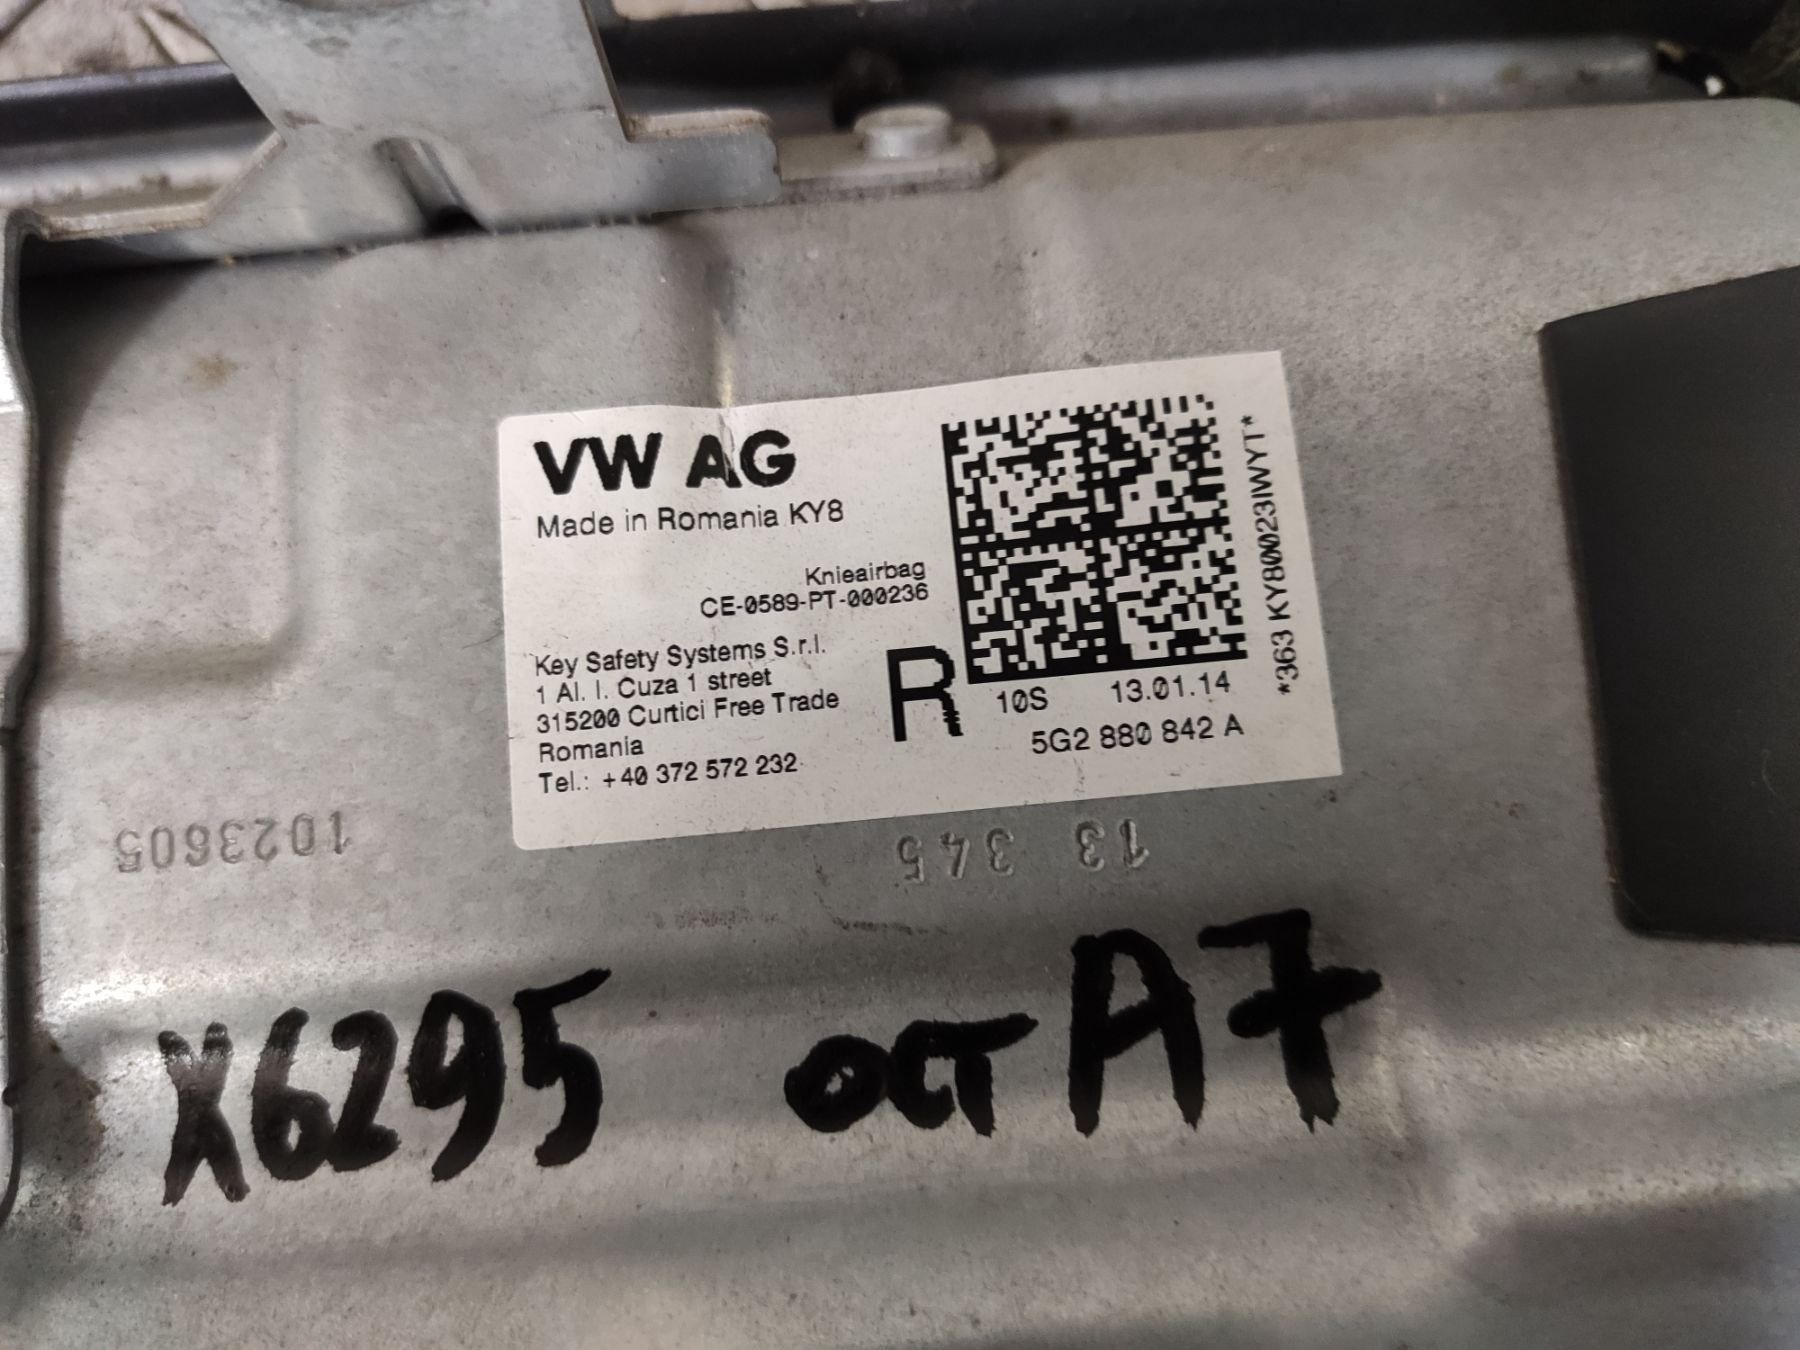 VW AG
Made in Romania KY8
Knieairbag
CE-0589-PT-000236
Key Safety Systems S.r.l.
1 Al. I. Cuza 1 street
315200 Curtici Free Trade
Romania
Tel.: +40 372 572 232
R
10S 13.01.14
5G2 880 842 A
*363 KY80023IWYT*
1023605
13 345
X6295 ост A7